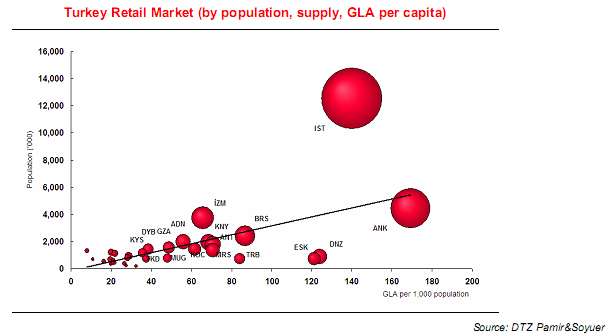 Turkey Retail Market (by population, supply, GLA per capita)
Population ('000)
16,000
14,000
12,000
10,000
8,000
6,000
4,000
2,000
0
IST
İZM
ANK
ADN
KNY
BRS
DYB
GZA
ANT
KYS
ESK
DNZ
MUG
KOC
MRS
TRB
0 20 40 60 80 100 120 140 160 180 200
GLA per 1.000 population
Source: DTZ Pamir&Soyuer